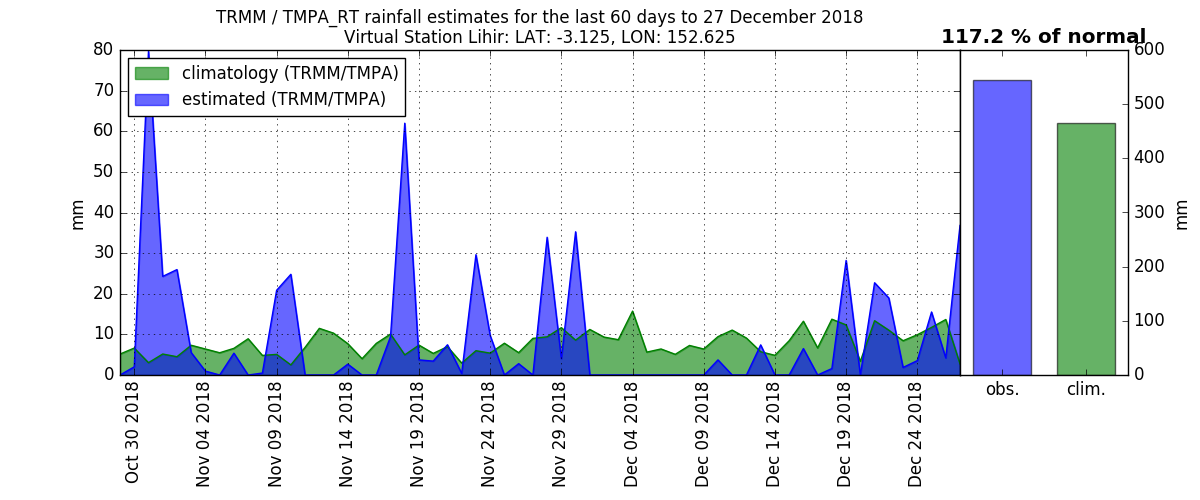 TRMM / TMPA_RT rainfall estimates for the last 60 days to 27 December 2018
Virtual Station Lihir: LAT: -3.125, LON: 152.625
117.2 % of normal
climatology (TRMM/TMPA)
estimated (TRMM/TMPA)
80
70
60
50
40
30
20
10
0
mm
Oct 30 2018
Nov 04 2018
Nov 09 2018
Nov 14 2018
Nov 19 2018
Nov 24 2018
Nov 29 2018
Dec 04 2018
Dec 09 2018
Dec 14 2018
Dec 19 2018
Dec 24 2018
600
500
400
300
200
100
0
mm
obs.
clim.